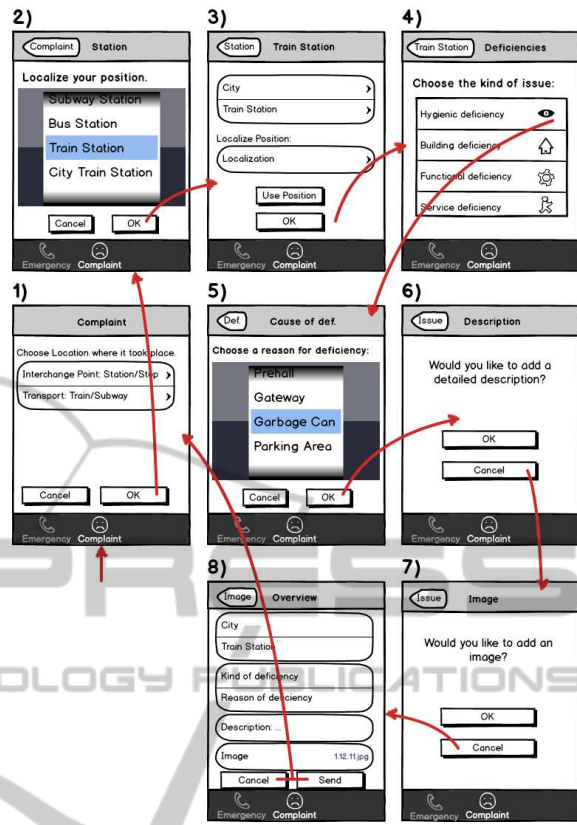 2)
Complaint Station
Localize your position.
Subway Station
Bus Station
Train Station
City Train Station
Cancel OK
Emergency Complaint
3)
Station Train Station
City
Train Station
Localize Position:
Localization
Use Position
OK
Emergency Complaint
4)
Train Station Deficiencies
Choose the kind of issue:
Hygienic deficiency
Building deficiency
Functional deficiency
Service deficiency
Emergency Complaint
1)
Complaint
Choose Location where it took place.
Interchange Point: Station/Stop
Transport: Train/Subway
Cancel OK
Emergency Complaint
5)
Def. Cause of def.
Choose a reason for deficiency:
Prehall
Gateway
Garbage Can
Parking Area
Cancel OK
Emergency Complaint
6)
Issue Description
Would you like to add a
detailed description?
OK
Cancel
Emergency Complaint
8)
Image Overview
City
Train Station
Kind of deficiency
Reason of deficiency
Description: ...
Image 1.12.11.jpg
Cancel Send
Emergency Complaint
7)
Issue Image
Would you like to add an
image?
OK
Cancel
Emergency Complaint
PRESS
OLOGY PUBLICATIONS